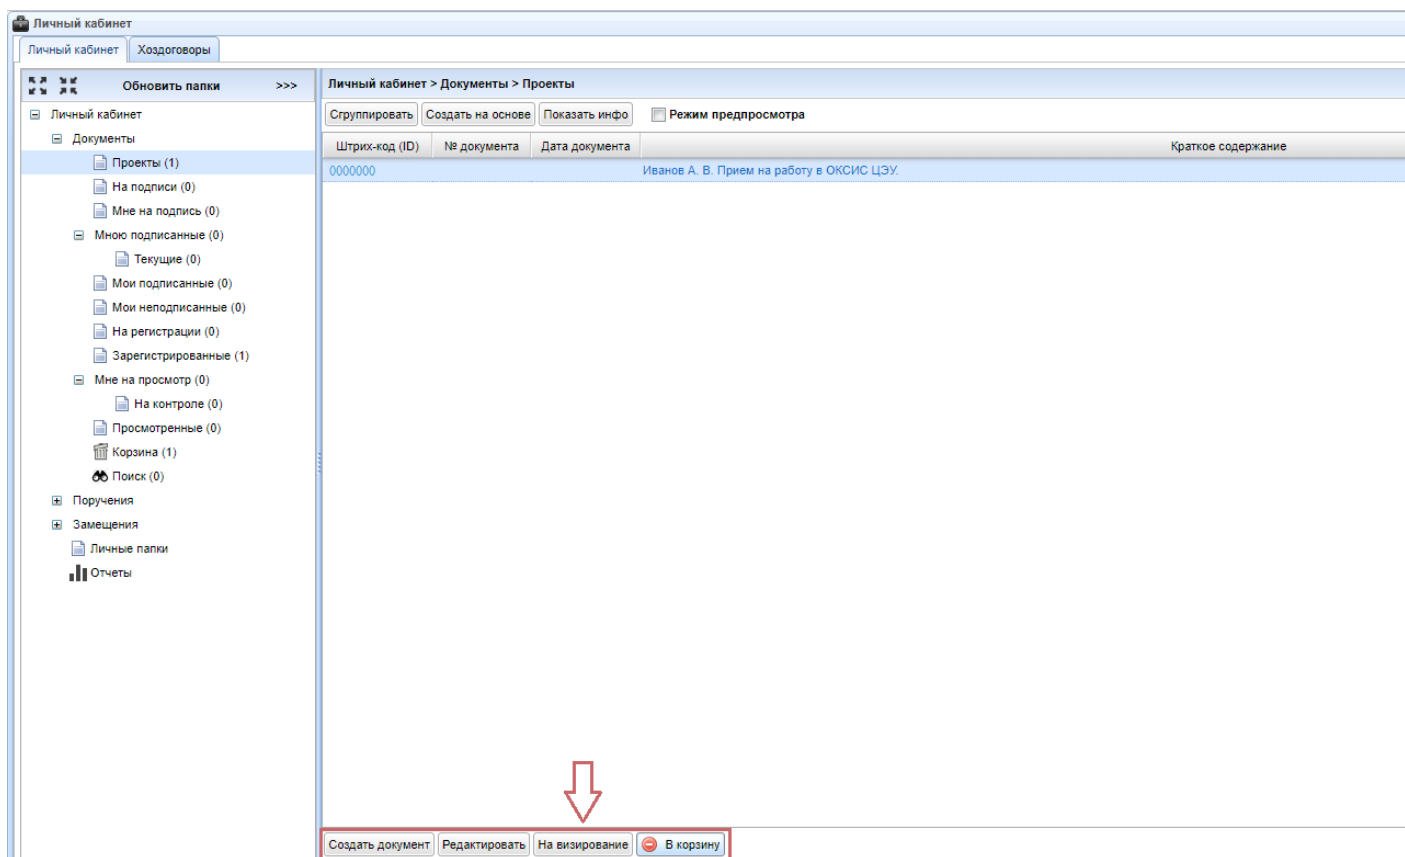 Личный кабинет
Личный кабинет Хоздоговоры
Обновить папки >>>
Личный кабинет
Документы
Проекты (1)
На подписи (0)
Мне на подпись (0)
Мною подписанные (0)
Текущие (0)
Мои подписанные (0)
Мои неподписанные (0)
На регистрации (0)
Зарегистрированные (1)
Мне на просмотр (0)
На контроле (0)
Просмотренные (0)
Корзина (1)
Поиск (0)
Поручения
Замещения
Личные папки
Отчеты
Личный кабинет > Документы > Проекты
Сгруппировать Создать на основе Показать инфо Режим предпросмотра
Штрих-код (ID) № документа Дата документа Краткое содержание
0000000 Иванов А. В. Прием на работу в ОКСИС ЦЭУ.
Создать документ Редактировать На визирование В корзину